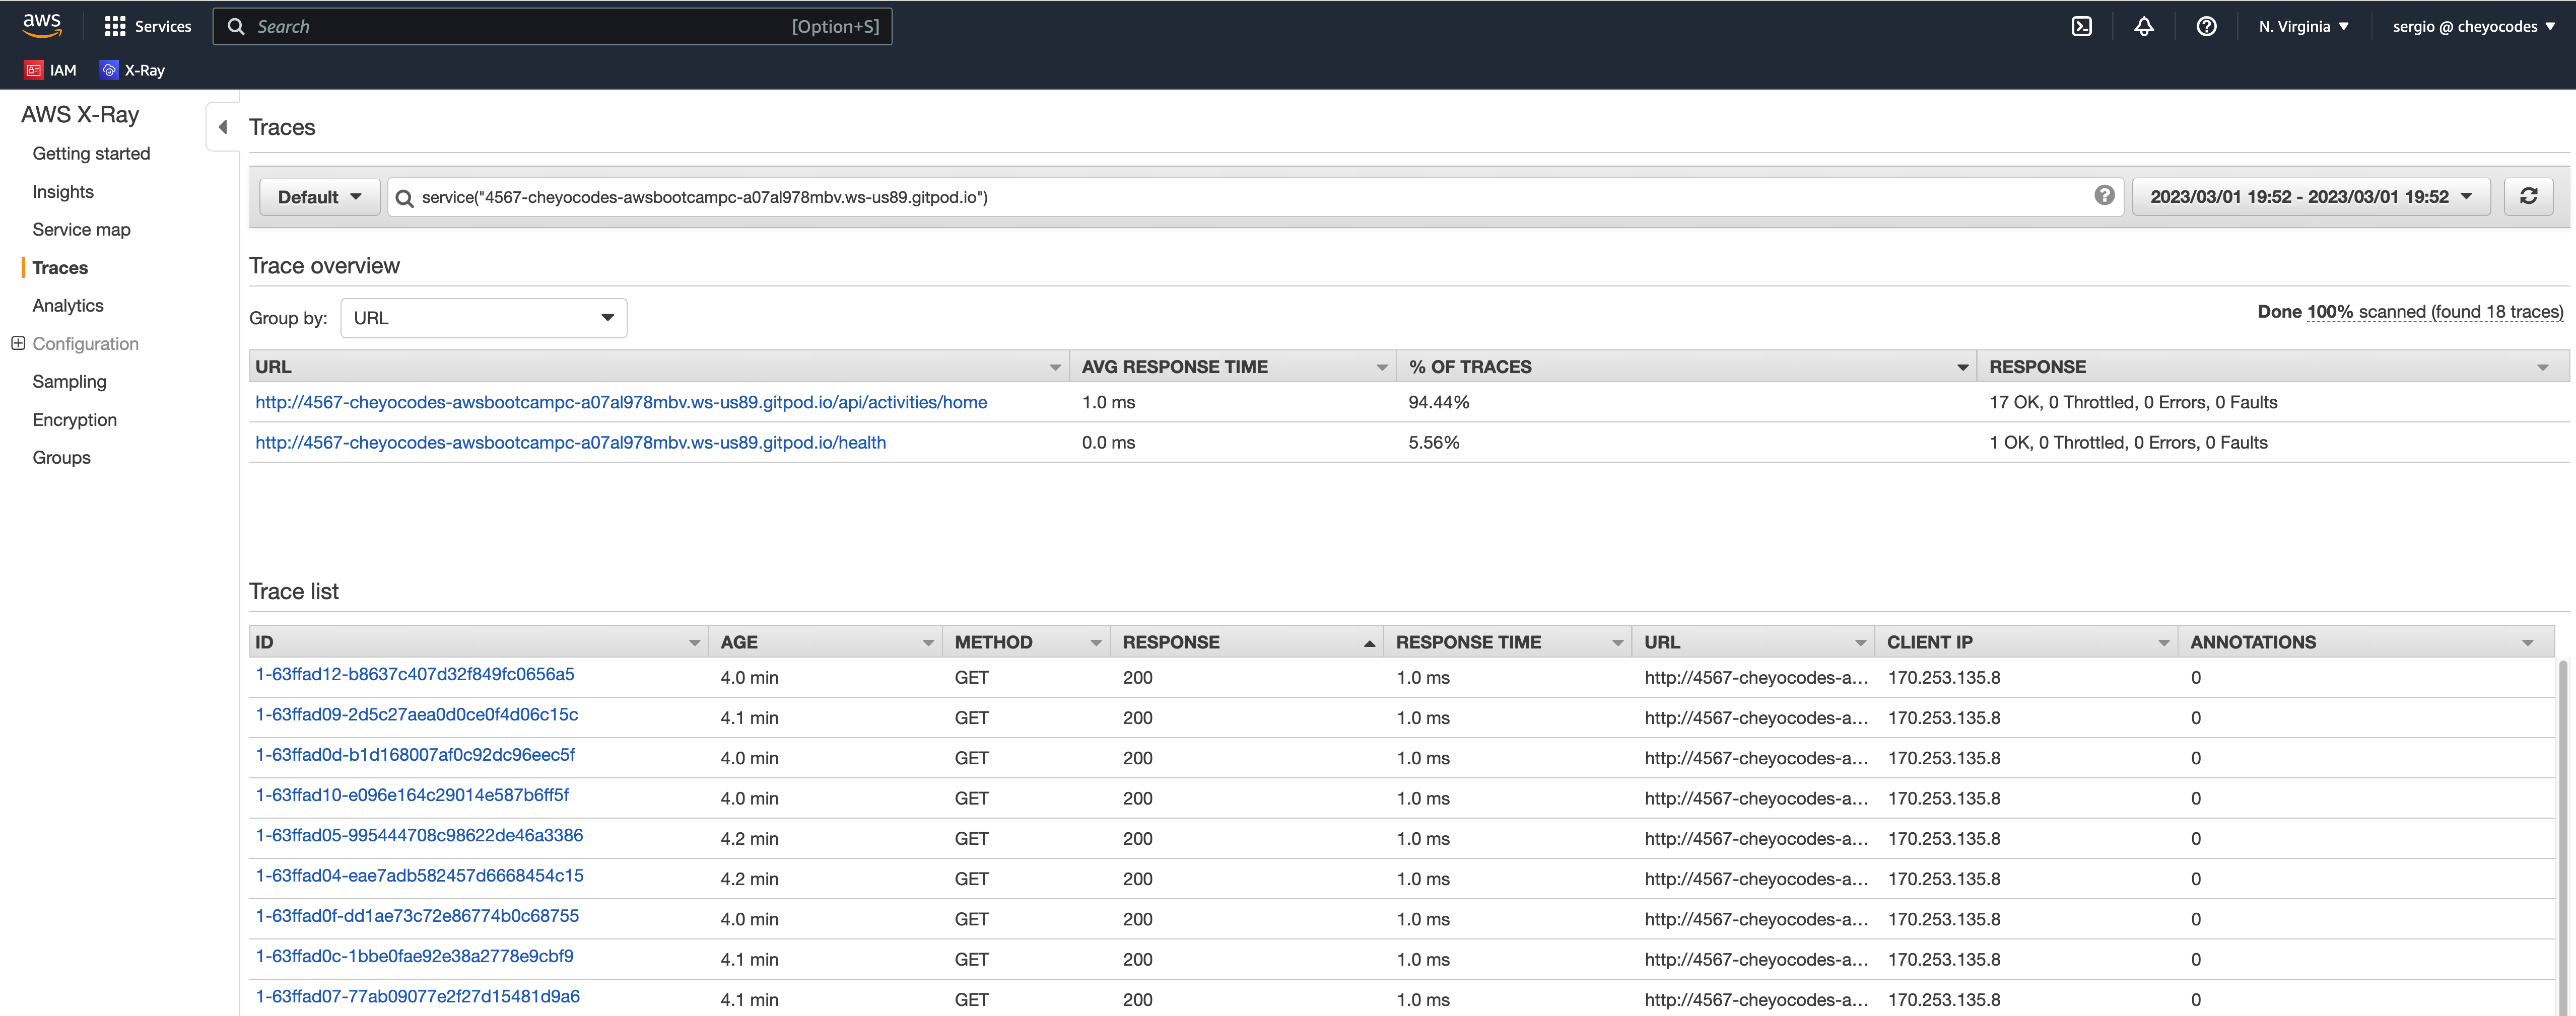 aws
Services
Search [Option+S]
N. Virginia
sergio @ cheyocodes
IAM X-Ray
AWS X-Ray
Getting started
Insights
Service map
Traces
Analytics
Configuration
Sampling
Encryption
Groups
Traces
Default service("4567-cheyocodes-awsbootcampc-a07al978mbv.ws-us89.gitpod.io") 2023/03/01 19:52 - 2023/03/01 19:52
Trace overview
Group by: URL
Done 100% scanned (found 18 traces)
URL AVG RESPONSE TIME % OF TRACES RESPONSE
http://4567-cheyocodes-awsbootcampc-a07al978mbv.ws-us89.gitpod.io/api/activities/home 1.0 ms 94.44% 17 OK, 0 Throttled, 0 Errors, 0 Faults
http://4567-cheyocodes-awsbootcampc-a07al978mbv.ws-us89.gitpod.io/health 0.0 ms 5.56% 1 OK, 0 Throttled, 0 Errors, 0 Faults
Trace list
ID AGE METHOD RESPONSE RESPONSE TIME URL CLIENT IP ANNOTATIONS
1-63ffad12-b8637c407d32f849fc0656a5 4.0 min GET 200 1.0 ms http://4567-cheyocodes-a... 170.253.135.8 0
1-63ffad09-2d5c27aea0d0ce0f4d06c15c 4.1 min GET 200 1.0 ms http://4567-cheyocodes-a... 170.253.135.8 0
1-63ffad0d-b1d168007af0c92dc96eec5f 4.0 min GET 200 1.0 ms http://4567-cheyocodes-a... 170.253.135.8 0
1-63ffad10-e096e164c29014e587b6ff5f 4.0 min GET 200 1.0 ms http://4567-cheyocodes-a... 170.253.135.8 0
1-63ffad05-995444708c98622de46a3386 4.2 min GET 200 1.0 ms http://4567-cheyocodes-a... 170.253.135.8 0
1-63ffad04-eae7adb582457d6668454c15 4.2 min GET 200 1.0 ms http://4567-cheyocodes-a... 170.253.135.8 0
1-63ffad0f-dd1ae73c72e86774b0c68755 4.0 min GET 200 1.0 ms http://4567-cheyocodes-a... 170.253.135.8 0
1-63ffad0c-1bbe0fae92e38a2778e9cbf9 4.1 min GET 200 1.0 ms http://4567-cheyocodes-a... 170.253.135.8 0
1-63ffad07-77ab09077e2f27d15481d9a6 4.1 min GET 200 1.0 ms http://4567-cheyocodes-a... 170.253.135.8 0